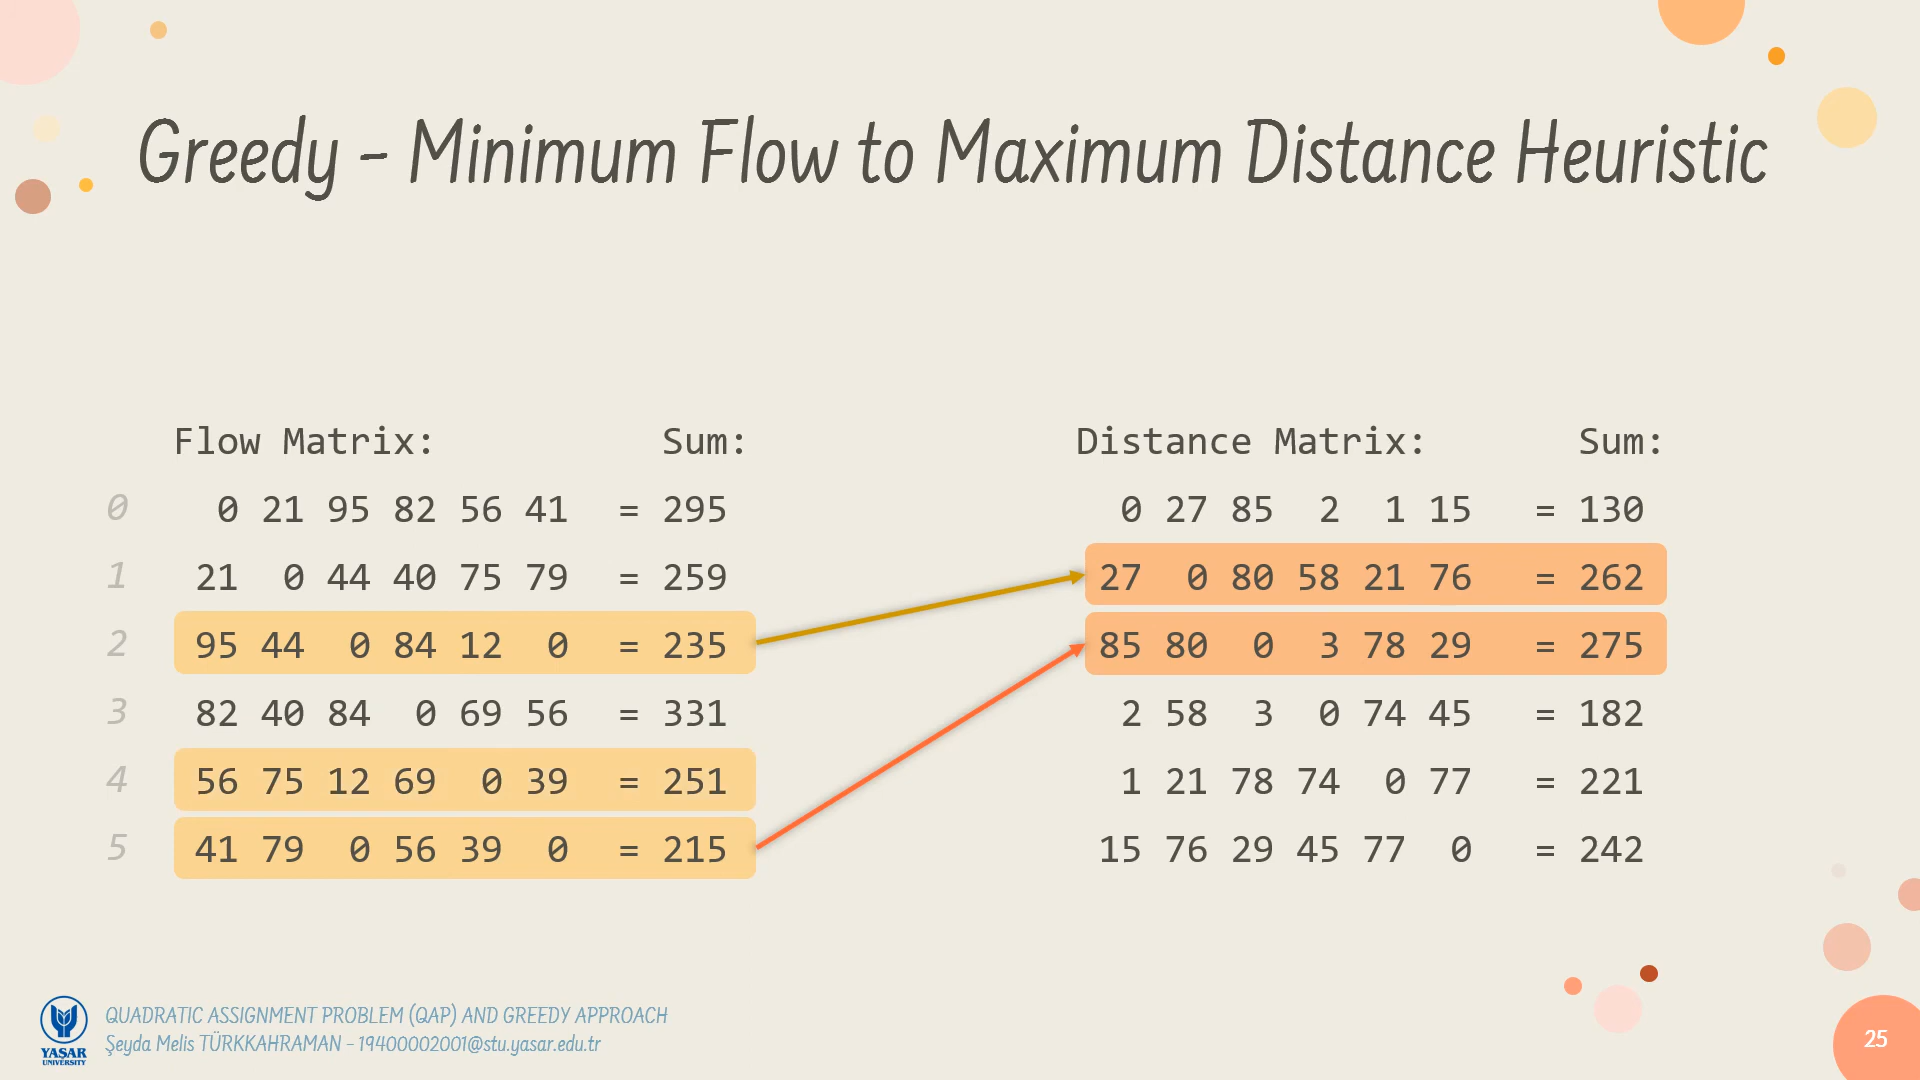 Greedy - Minimum Flow to Maximum Distance Heuristic
Flow Matrix: Sum:
0 0 21 95 82 56 41 = 295
1 21 0 44 40 75 79 = 259
2 95 44 0 84 12 0 = 235
3 82 40 84 0 69 56 = 331
4 56 75 12 69 0 39 = 251
5 41 79 0 56 39 0 = 215
Distance Matrix: Sum:
0 27 85 2 1 15 = 130
27 0 80 58 21 76 = 262
85 80 0 3 78 29 = 275
2 58 3 0 74 45 = 182
1 21 78 74 0 77 = 221
15 76 29 45 77 0 = 242
YAŞAR
UNIVERSITY
QUADRATIC ASSIGNMENT PROBLEM (QAP) AND GREEDY APPROACH
Şeyda Melis TÜRKKAHRAMAN - 19400002001@stu.yasar.edu.tr
25